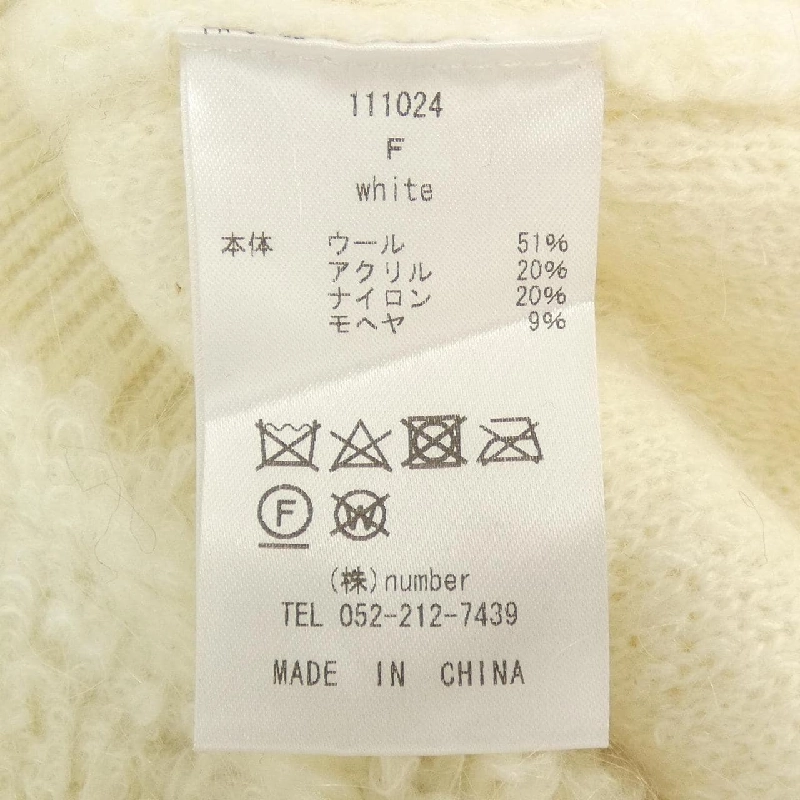 111024
F
white
本体 ウール 51%
アクリル 20%
ナイロン 20%
モヘヤ 9%
F W
(株)number
TEL 052-212-7439
MADE IN CHINA